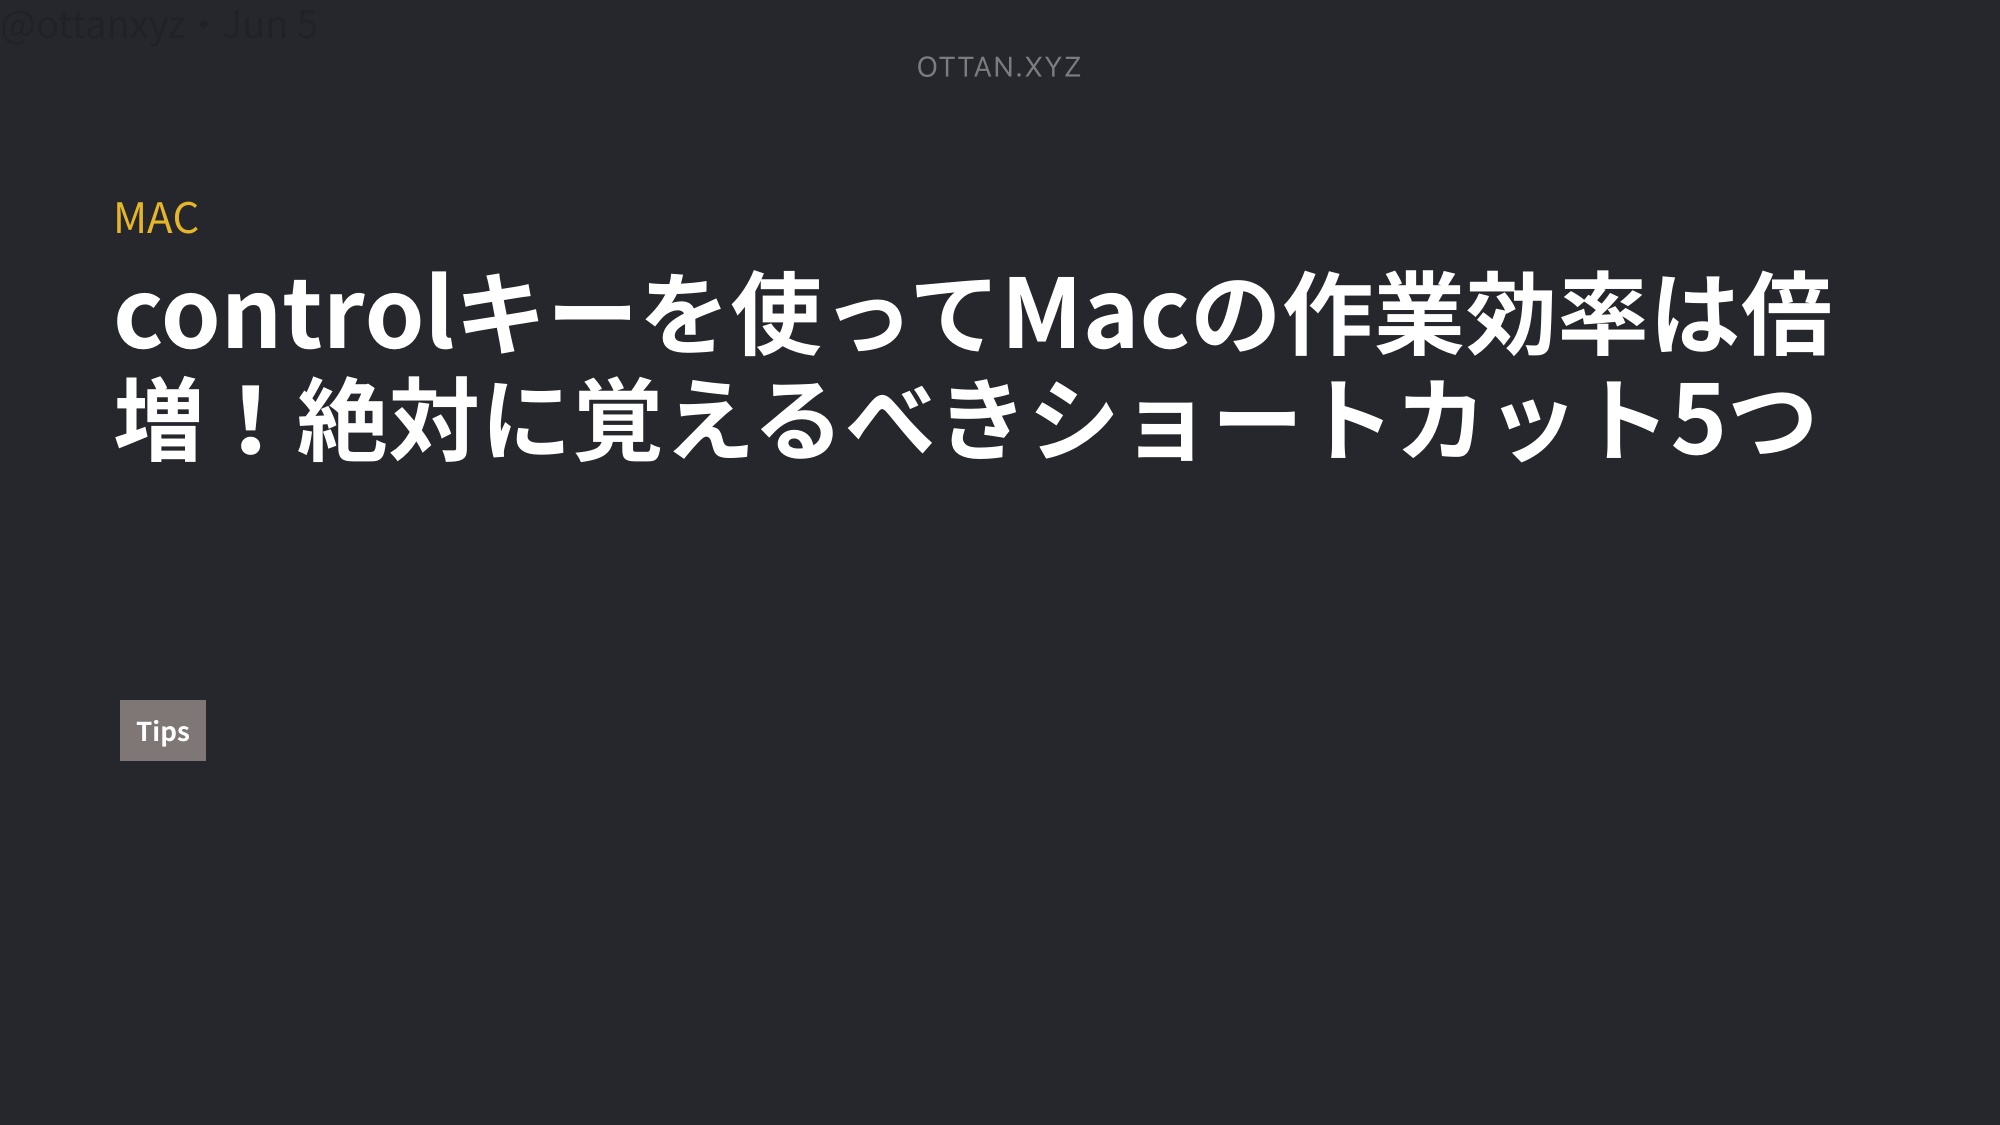 @ottanxyz・Jun 5
OTTAN.XYZ
MAC
controlキーを使ってMacの作業効率は倍
増！絶対に覚えるべきショートカット5つ
Tips